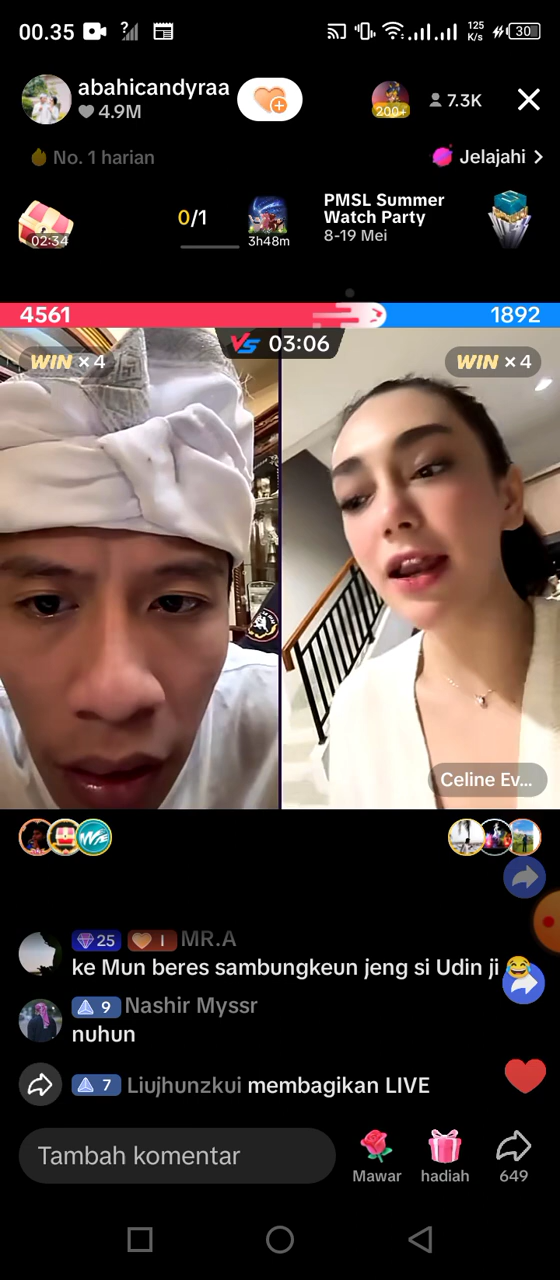 00.35
125
K/s
30
abahicandyraa
4.9M
200+
7.3K
No. 1 harian
Jelajahi
02:34
0/1
3h48m
PMSL Summer
Watch Party
8-19 Mei
4561
1892
WIN × 4
VS 03:06
WIN × 4
Celine Ev...
25
I
MR.A
ke Mun beres sambungkeun jeng si Udin ji
9
Nashir Myssr
nuhun
7
Liujhunzkui membagikan LIVE
Tambah komentar
Mawar
hadiah
649